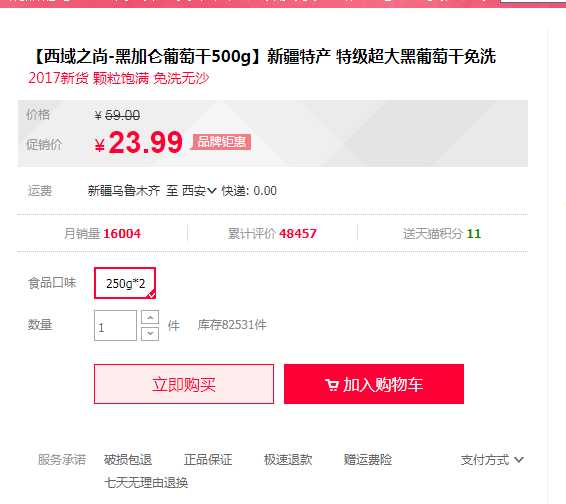 【西域之尚-黑加仑葡萄干500g】新疆特产 特级超大黑葡萄干免洗
2017新货 颗粒饱满 免洗无沙
价格 ¥ 59.00
促销价 ¥ 23.99 品牌钜惠
运费 新疆乌鲁木齐 至 西安 快递: 0.00
月销量 16004 累计评价 48457 送天猫积分 11
食品口味 250g*2
数量 1 件 库存82531件
立即购买 加入购物车
服务承诺 破损包退 正品保证 极速退款 赠运费险 支付方式
七天无理由退换